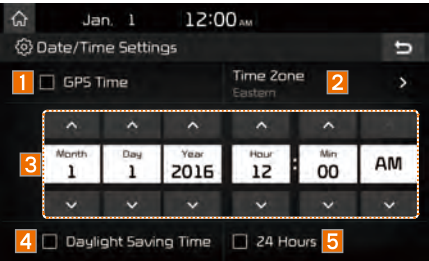 Jan. 1 12:00 AM
Date/Time Settings
1 GPS Time
Time Zone 2
Eastern
Month Day Year Hour Min
3 1 1 2016 12 : 00 AM
4 Daylight Saving Time 24 Hours 5